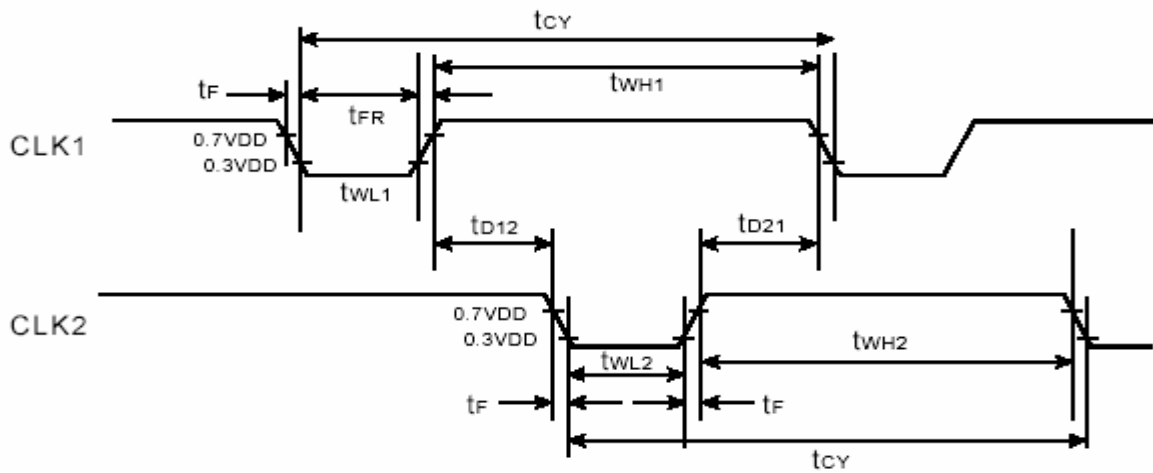 tCY
tF
tWH1
tFR
CLK1
0.7VDD
0.3VDD
tWL1
tD12
tD21
CLK2
0.7VDD
0.3VDD
tWL2
tWH2
tF
tF
tCY